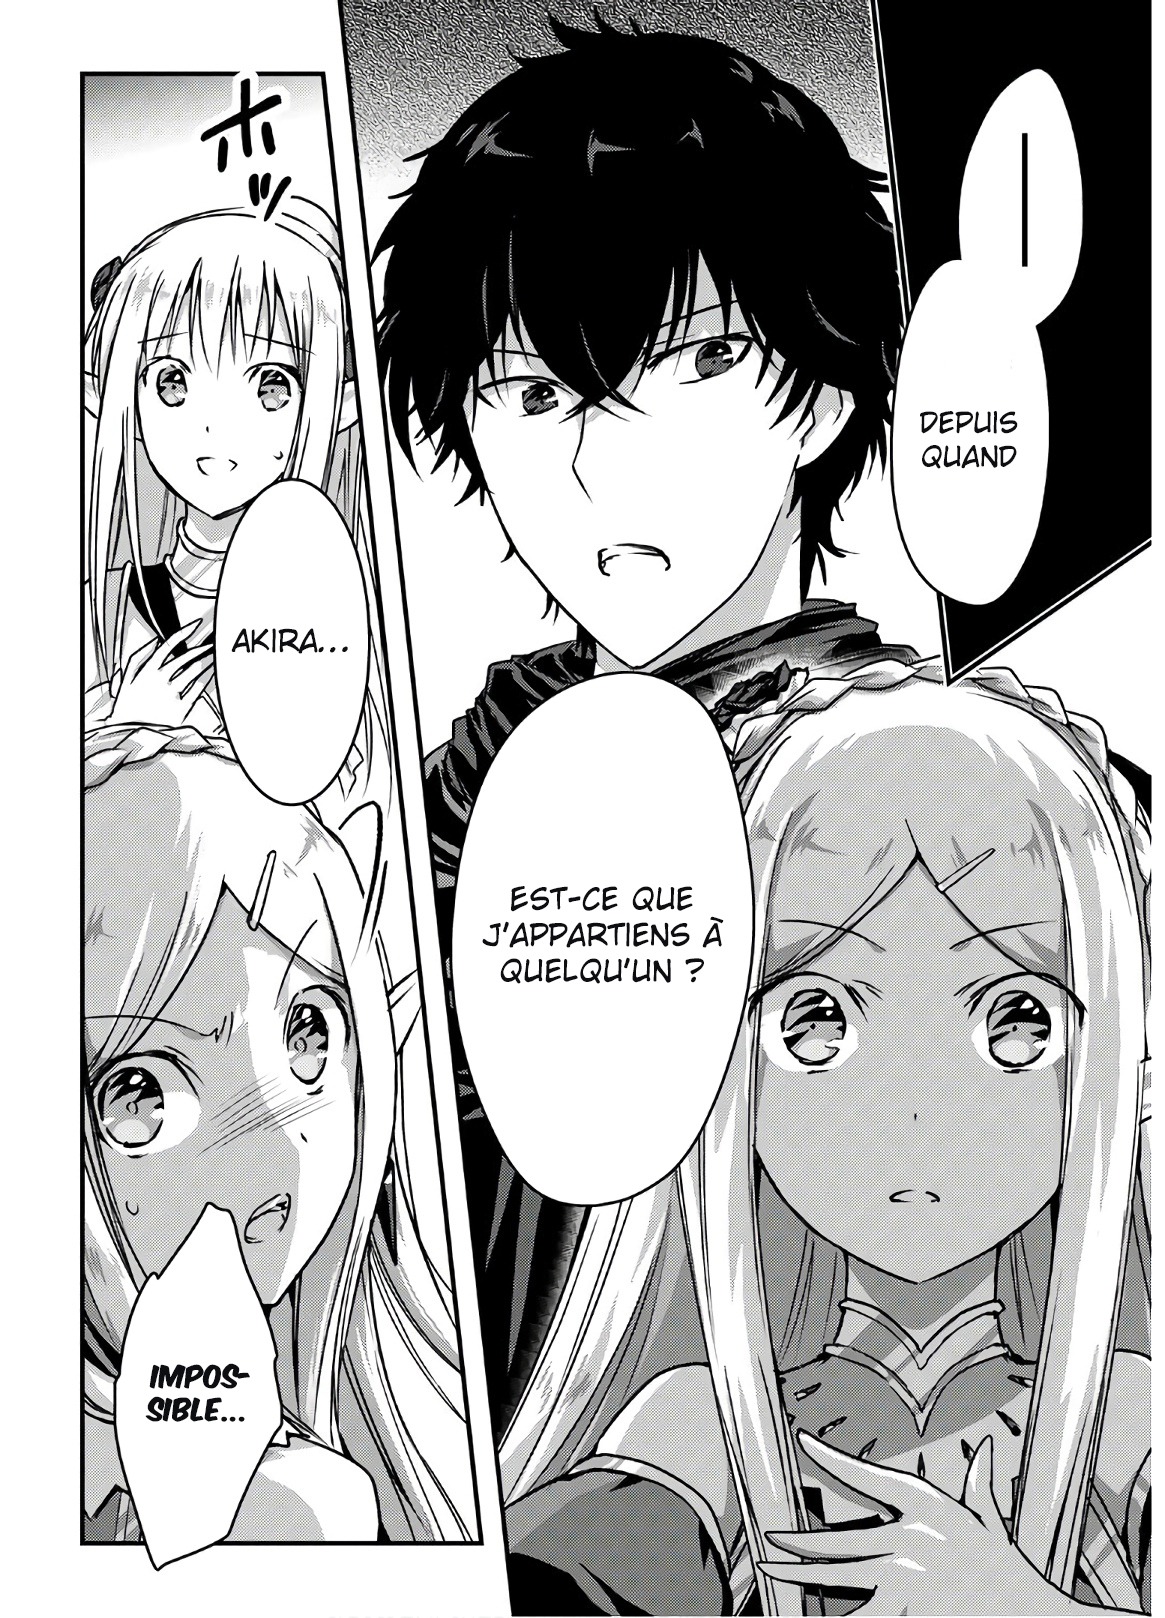 DEPUIS
QUAND
EST-CE QUE
J'APPARTIENS À
QUELQU'UN ?
ホッ
AKIRA...
IMPOS-
SIBLE...